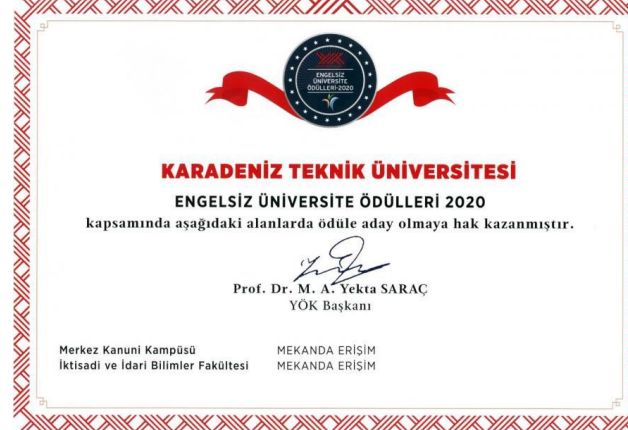 ENGELSİZ
ÜNİVERSİTE
ÖDÜLLERİ-2020
KARADENİZ TEKNİK ÜNİVERSİTESİ
ENGELSİZ ÜNİVERSİTE ÖDÜLLERİ 2020
kapsamında aşağıdaki alanlarda ödüle aday olmaya hak kazanmıştır.
Prof. Dr. M. A. Yekta SARAÇ
YÖK Başkanı
Merkez Kanuni Kampüsü MEKANDA ERİŞİM
İktisadi ve İdari Bilimler Fakültesi MEKANDA ERİŞİM